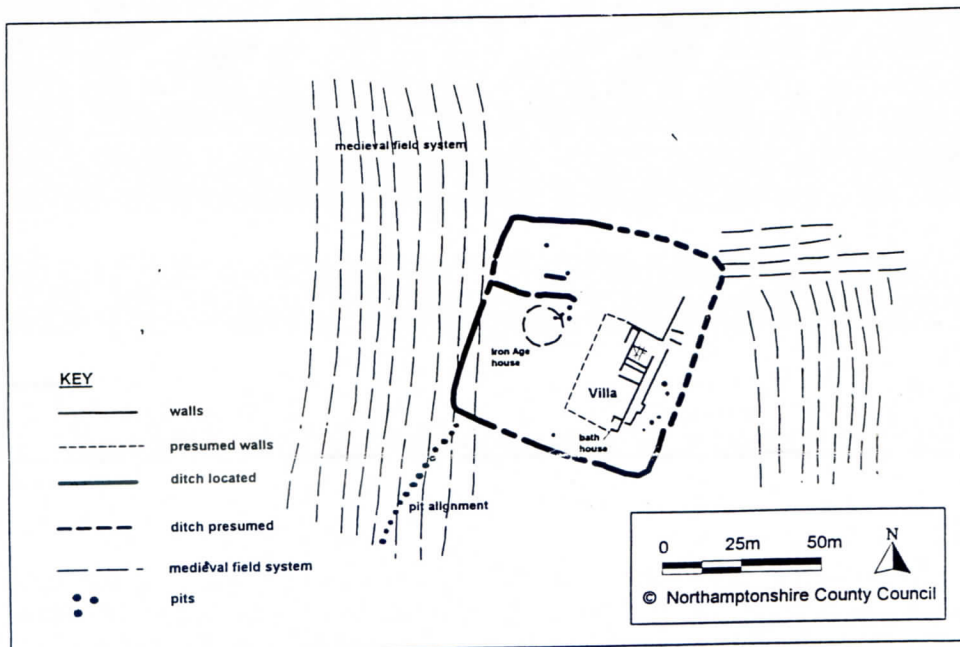 medieval field system
Iron Age
house
Villa
bath
house
pit alignment
KEY
walls
presumed walls
ditch located
ditch presumed
medieval field system
pits
0 25m 50m
N
© Northamptonshire County Council